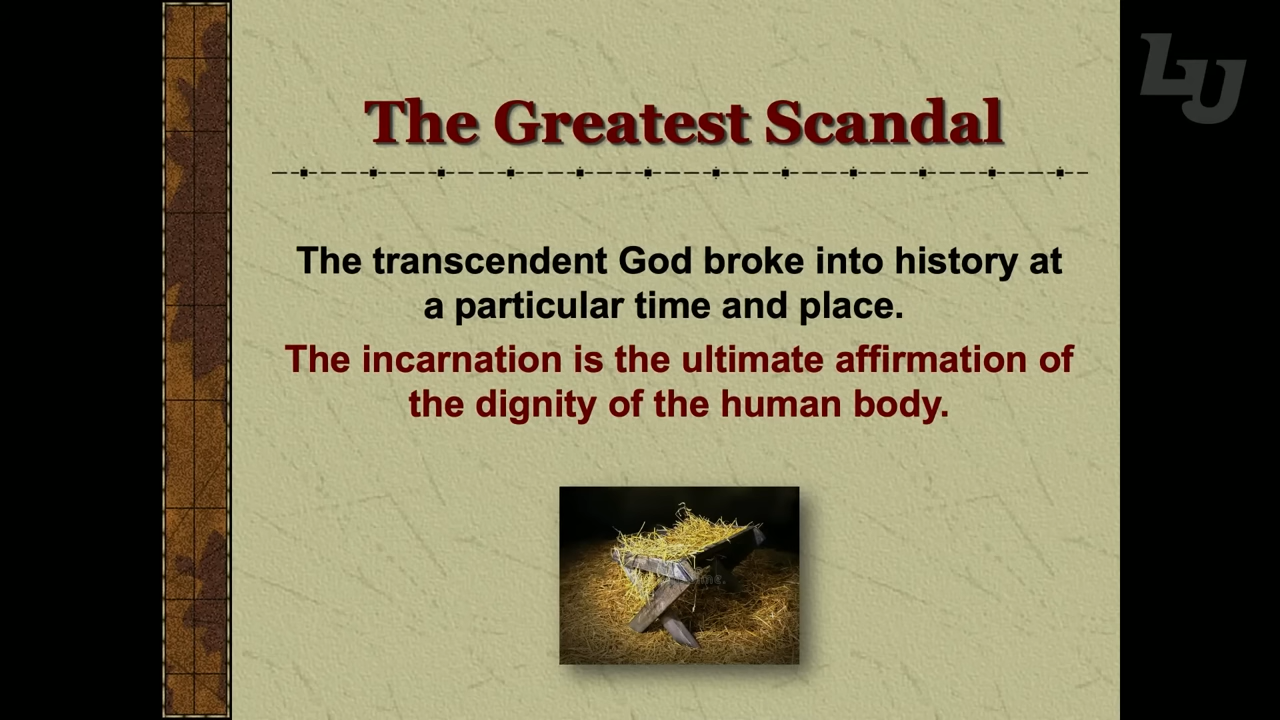 LU
The Greatest Scandal
The transcendent God broke into history at
a particular time and place.
The incarnation is the ultimate affirmation of
the dignity of the human body.